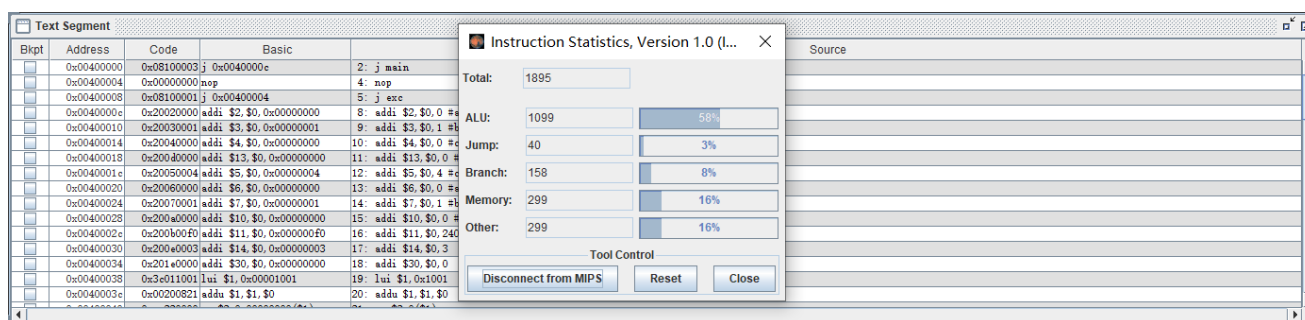 Text Segment
Bkpt Address Code Basic Source
0x00400000 0x08100003 j 0x0040000c 2: j main
0x00400004 0x00000000 nop 4: nop
0x00400008 0x08100001 j 0x00400004 5: j exc
0x0040000c 0x20020000 addi $2,$0,0x00000000 8: addi $2,$0,0
0x00400010 0x20030001 addi $3,$0,0x00000001 9: addi $3,$0,1 #b
0x00400014 0x20040000 addi $4,$0,0x00000000 10: addi $4,$0,0
0x00400018 0x200d0000 addi $13,$0,0x00000000 11: addi $13,$0,0 #
0x0040001c 0x20050004 addi $5,$0,0x00000004 12: addi $5,$0,4
0x00400020 0x20060000 addi $6,$0,0x00000000 13: addi $6,$0,0
0x00400024 0x20070001 addi $7,$0,0x00000001 14: addi $7,$0,1 #b
0x00400028 0x200a0000 addi $10,$0,0x00000000 15: addi $10,$0,0 #
0x0040002c 0x200b00f0 addi $11,$0,0x000000f0 16: addi $11,$0,240
0x00400030 0x200e0003 addi $14,$0,0x00000003 17: addi $14,$0,3
0x00400034 0x201e0000 addi $30,$0,0x00000000 18: addi $30,$0,0
0x00400038 0x3c011001 lui $1,0x00001001 19: lui $1,0x1001
0x0040003c 0x00200821 addu $1,$1,$0 20: addu $1,$1,$0
Instruction Statistics, Version 1.0 (I...
Total: 1895
ALU: 1099 58%
Jump: 40 3%
Branch: 158 8%
Memory: 299 16%
Other: 299 16%
Tool Control
Disconnect from MIPS Reset Close